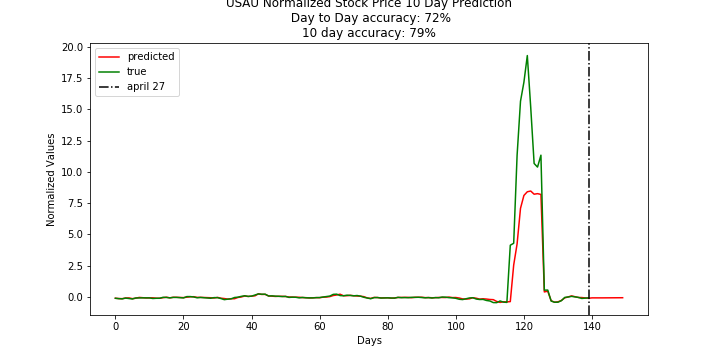 USAU Normalized Stock Price 10 Day Prediction
Day to Day accuracy: 72%
10 day accuracy: 79%
predicted
true
april 27
20.0
17.5
15.0
12.5
10.0
7.5
5.0
2.5
0.0
Normalized Values
0 20 40 60 80 100 120 140
Days